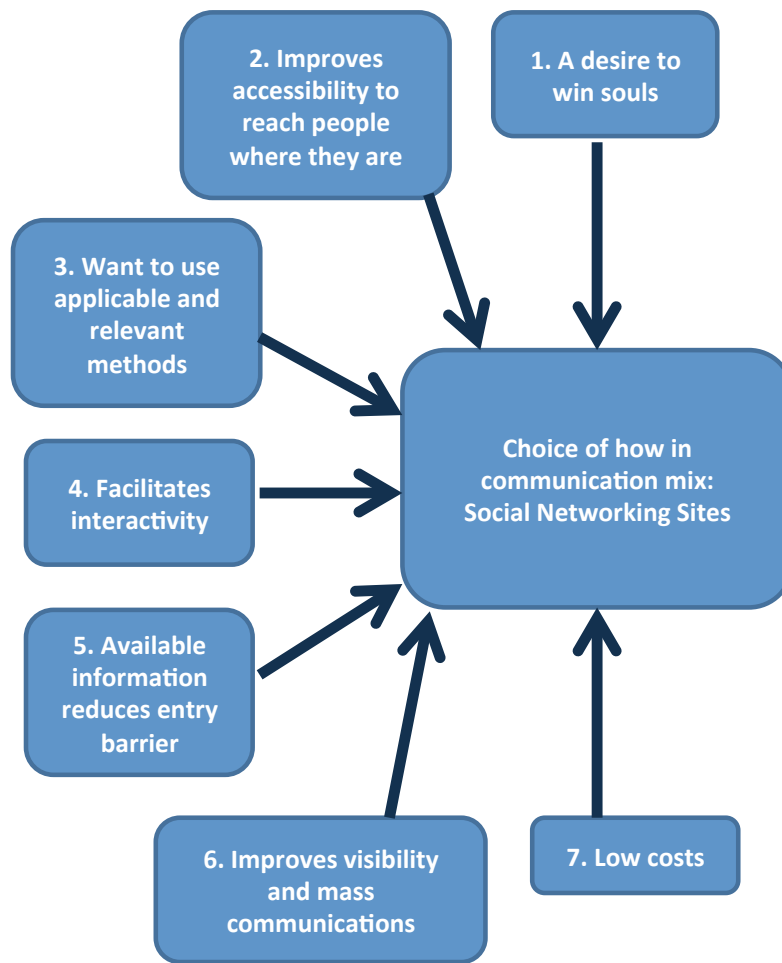 1. A desire to
win souls
2. Improves
accessibility to
reach people
where they are
3. Want to use
applicable and
relevant
methods
4. Facilitates
interactivity
5. Available
information
reduces entry
barrier
6. Improves visibility
and mass
communications
7. Low costs
Choice of how in
communication mix:
Social Networking Sites